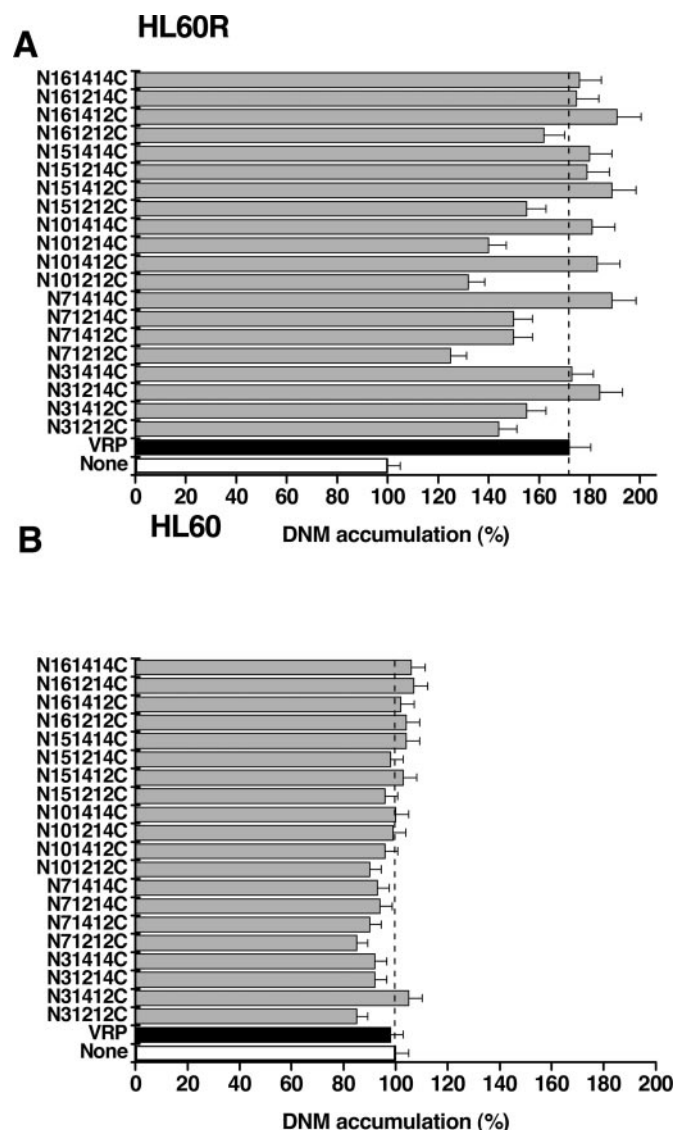 HL60R
A
N161414C
N161214C
N161412C
N161212C
N151414C
N151214C
N151412C
N151212C
N101414C
N101214C
N101412C
N101212C
N71414C
N71214C
N71412C
N71212C
N31414C
N31214C
N31412C
N31212C
VRP
None
0 20 40 60 80 100 120 140 160 180 200
DNM accumulation (%)
HL60
B
N161414C
N161214C
N161412C
N161212C
N151414C
N151214C
N151412C
N151212C
N101414C
N101214C
N101412C
N101212C
N71414C
N71214C
N71412C
N71212C
N31414C
N31214C
N31412C
N31212C
VRP
None
0 20 40 60 80 100 120 140 160 180 200
DNM accumulation (%)